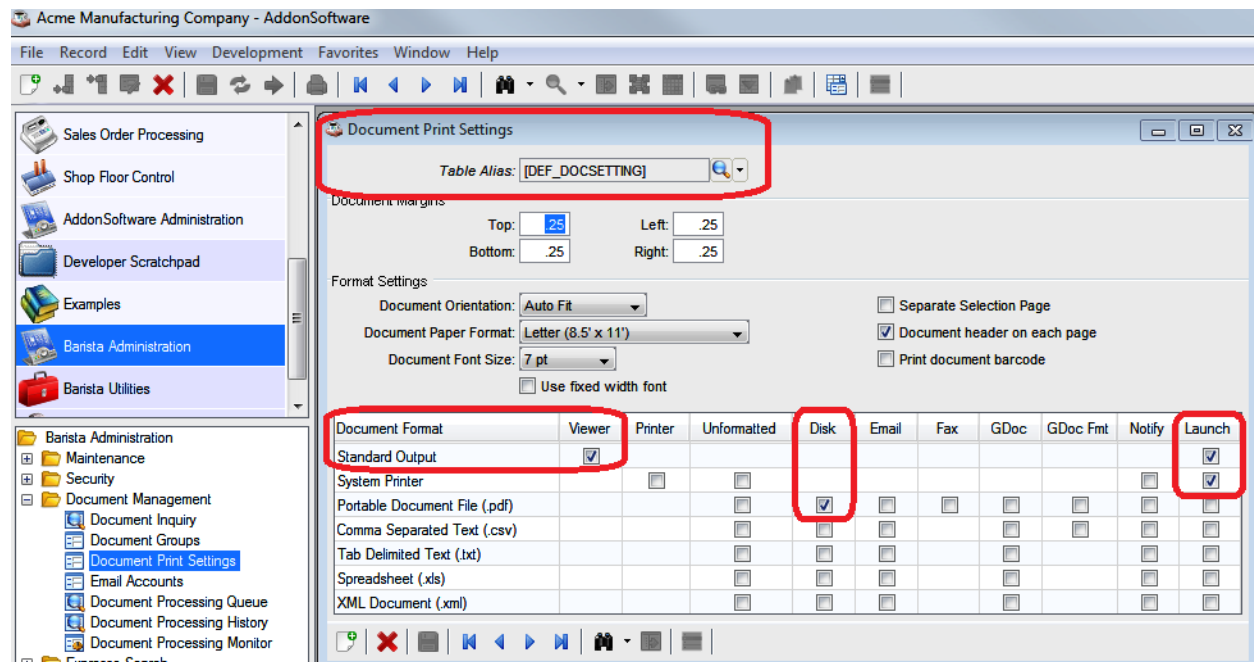 Acme Manufacturing Company - AddonSoftware
File Record Edit View Development Favorites Window Help
Sales Order Processing
Shop Floor Control
AddonSoftware Administration
Developer Scratchpad
Examples
Barista Administration
Barista Utilities
Barista Administration
Maintenance
Security
Document Management
Document Inquiry
Document Groups
Document Print Settings
Email Accounts
Document Processing Queue
Document Processing History
Document Processing Monitor
Document Print Settings
Table Alias: [DEF_DOCSETTING]
Document Margins
Top: .25 Left: .25
Bottom: .25 Right: .25
Format Settings
Document Orientation: Auto Fit Separate Selection Page
Document Paper Format: Letter (8.5' x 11') Document header on each page
Document Font Size: 7 pt Print document barcode
Use fixed width font
Document Format Viewer Printer Unformatted Disk Email Fax GDoc GDoc Fmt Notify Launch
Standard Output
System Printer
Portable Document File (.pdf)
Comma Separated Text (.csv)
Tab Delimited Text (.txt)
Spreadsheet (.xls)
XML Document (.xml)